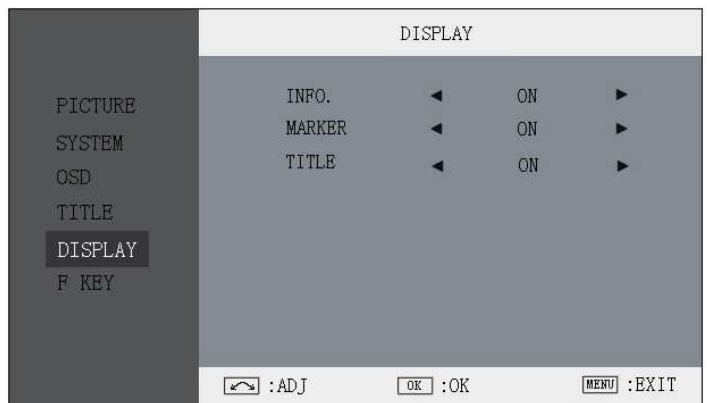 DISPLAY
PICTURE
SYSTEM
OSD
TITLE
DISPLAY
F KEY
INFO. ◀ ON ▶
MARKER ◀ ON ▶
TITLE ◀ ON ▶
:ADJ OK :OK MENU :EXIT